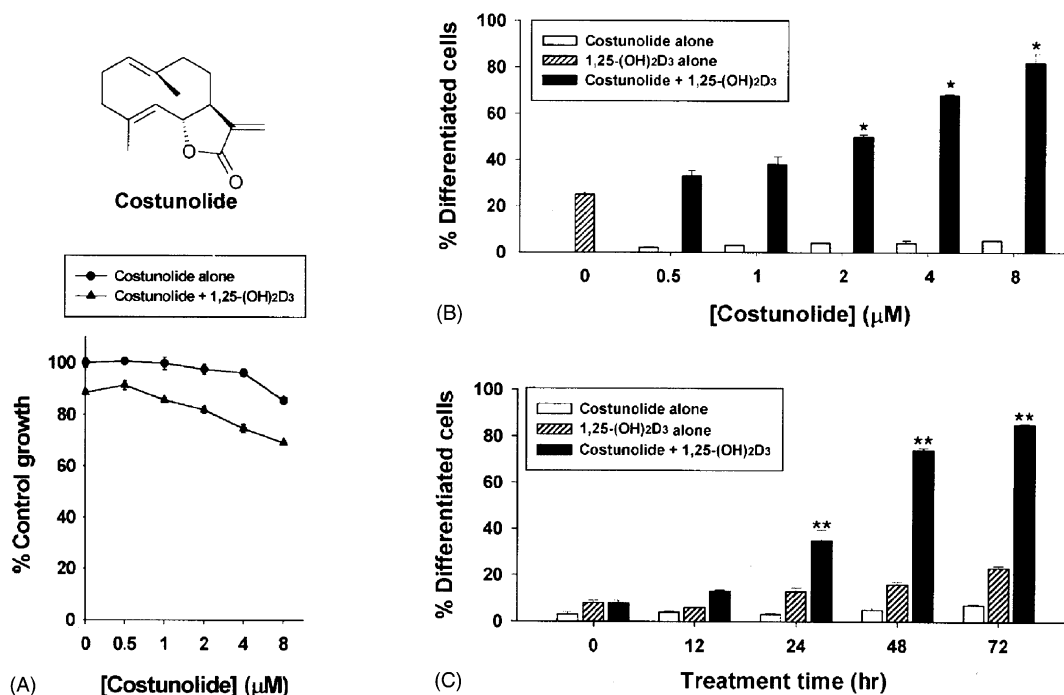 O
O
Costunolide
Costunolide alone
Costunolide + 1,25-(OH)2D3
% Control growth
100
80
60
40
20
0
0 0.5 1 2 4 8
[Costunolide] (μM)
(A)
Costunolide alone
1,25-(OH)2D3 alone
Costunolide + 1,25-(OH)2D3
% Differentiated cells
100
80
60
40
20
0
* * *
0 0.5 1 2 4 8
[Costunolide] (μM)
(B)
Costunolide alone
1,25-(OH)2D3 alone
Costunolide + 1,25-(OH)2D3
% Differentiated cells
100
80
60
40
20
0
** ** **
0 12 24 48 72
Treatment time (hr)
(C)